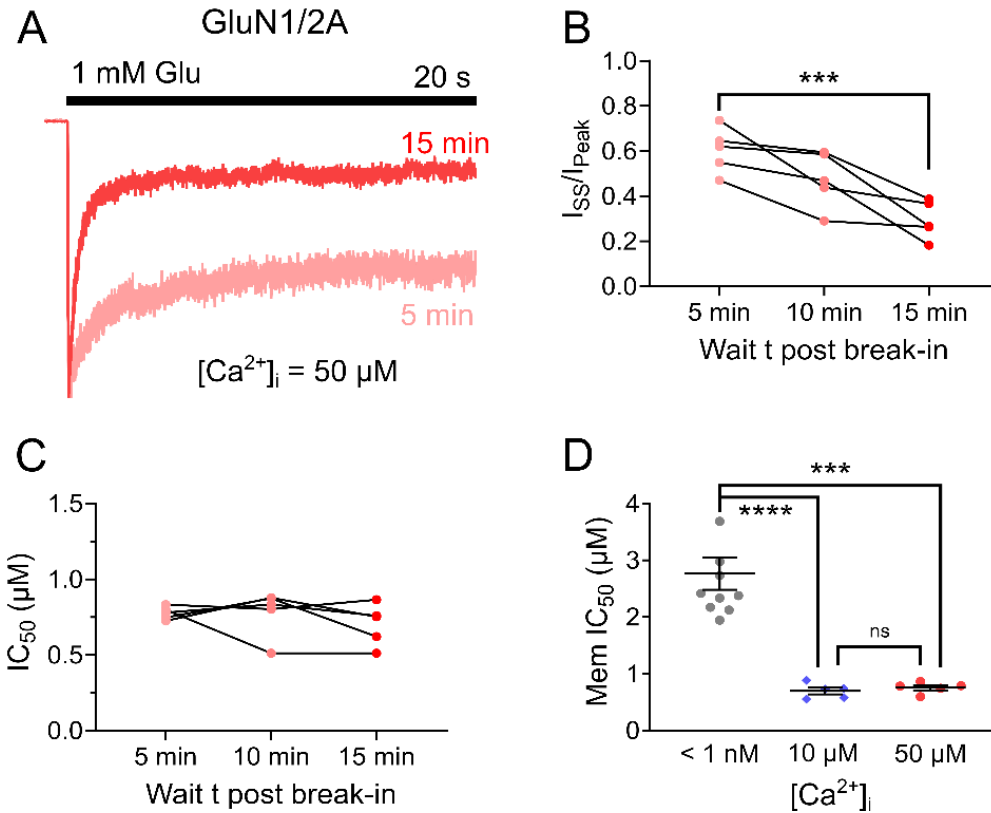 A
GluN1/2A
1 mM Glu
20 s
15 min
5 min
[Ca²⁺]ᵢ = 50 µM
B
***
I_SS/I_Peak
1.0
0.8
0.6
0.4
0.2
0.0
5 min 10 min 15 min
Wait t post break-in
C
IC₅₀ (µM)
1.5
1.0
0.5
0.0
5 min 10 min 15 min
Wait t post break-in
D
***
****
ns
Mem IC₅₀ (µM)
4
3
2
1
0
< 1 nM 10 µM 50 µM
[Ca²⁺]ᵢ